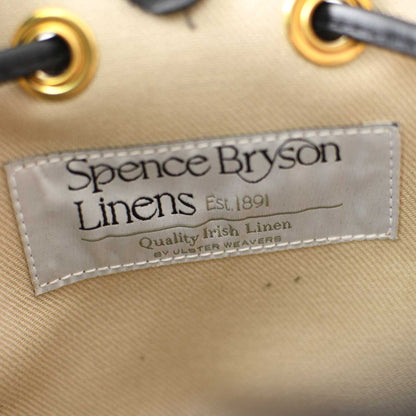 Spence Bryson
Linens Est. 1891
Quality Irish Linen
BY ULSTER WEAVERS